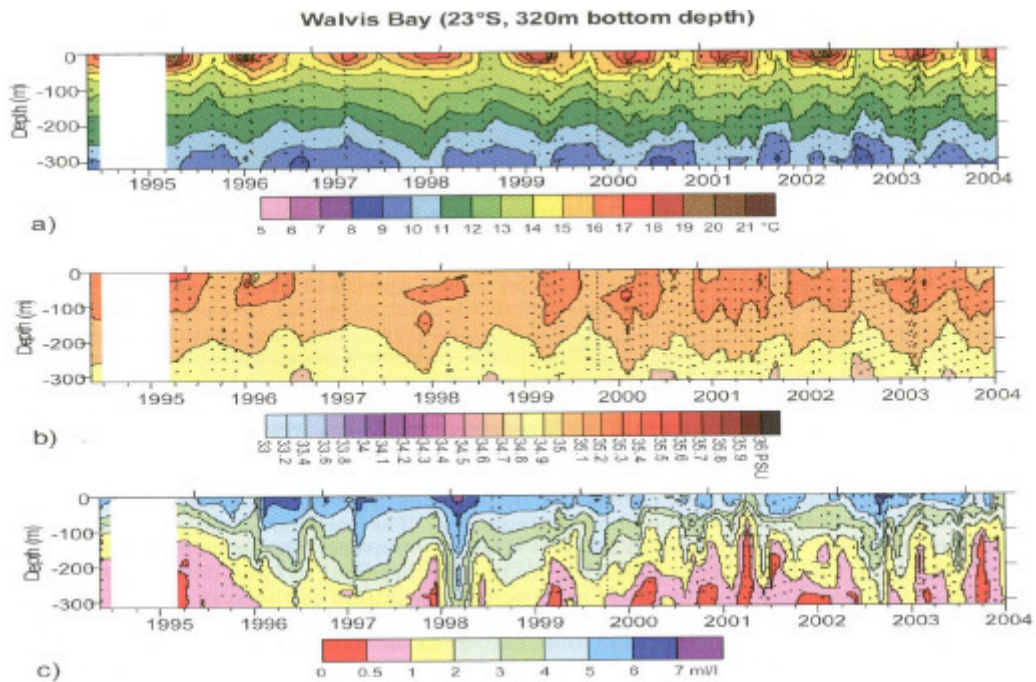 Walvis Bay (23°S, 320m bottom depth)
Depth (m)
0
-100
-200
-300
1995 1996 1997 1998 1999 2000 2001 2002 2003 2004
a)
5 6 7 8 9 10 11 12 13 14 15 16 17 18 19 20 21 °C
Depth (m)
0
-100
-200
-300
1995 1996 1997 1998 1999 2000 2001 2002 2003 2004
b)
33 33.2 33.4 33.6 33.8 34 34.1 34.2 34.3 34.4 34.5 34.6 34.7 34.8 34.9 35 35.1 35.2 35.3 35.4 35.5 35.6 35.7 35.8 35.9 36 PSU
Depth (m)
0
-100
-200
-300
1995 1996 1997 1998 1999 2000 2001 2002 2003 2004
c)
0 0.5 1 2 3 4 5 6 7 ml/l